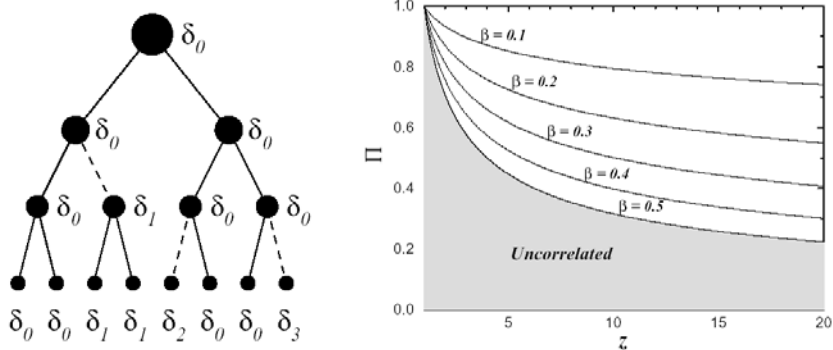 δ₀
δ₀ δ₀
δ₀ δ₁ δ₀ δ₀
δ₀ δ₀ δ₁ δ₁ δ₂ δ₀ δ₀ δ₃
1.0
0.8
0.6
0.4
0.2
0.0
Π
β = 0.1
β = 0.2
β = 0.3
β = 0.4
β = 0.5
Uncorrelated
5 10 15 20
z